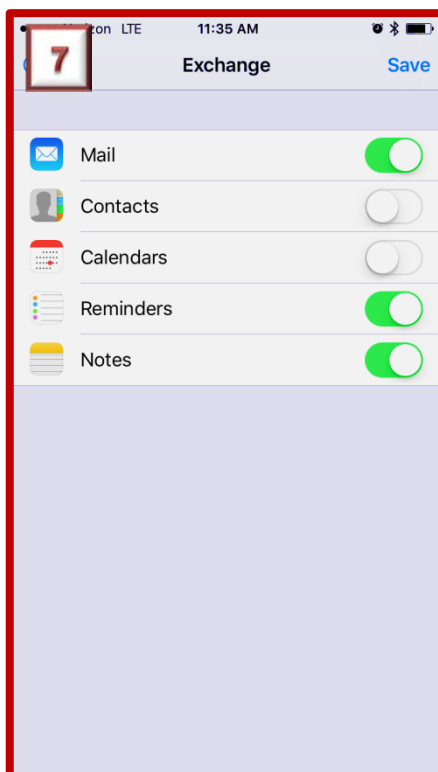 LTE 11:35 AM
7
Exchange Save
Mail
Contacts
Calendars
Reminders
Notes